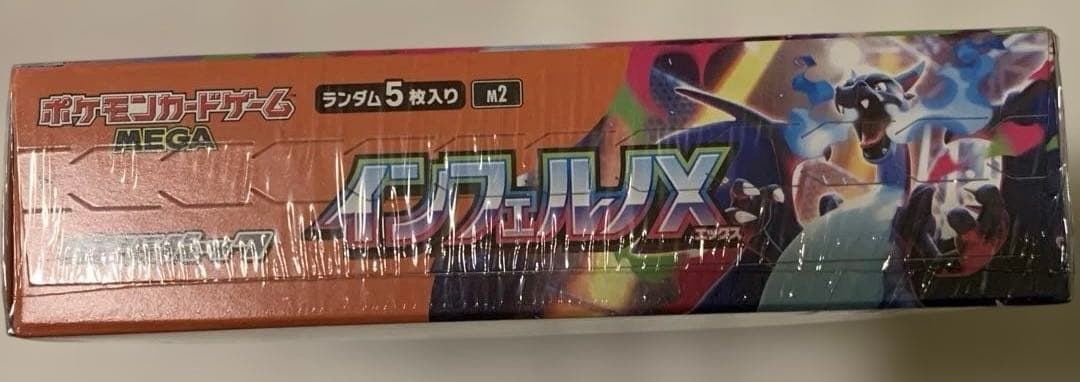 ポケモンカードゲーム
MEGA
ランダム5枚入り
M2
インフェルノX
エックス